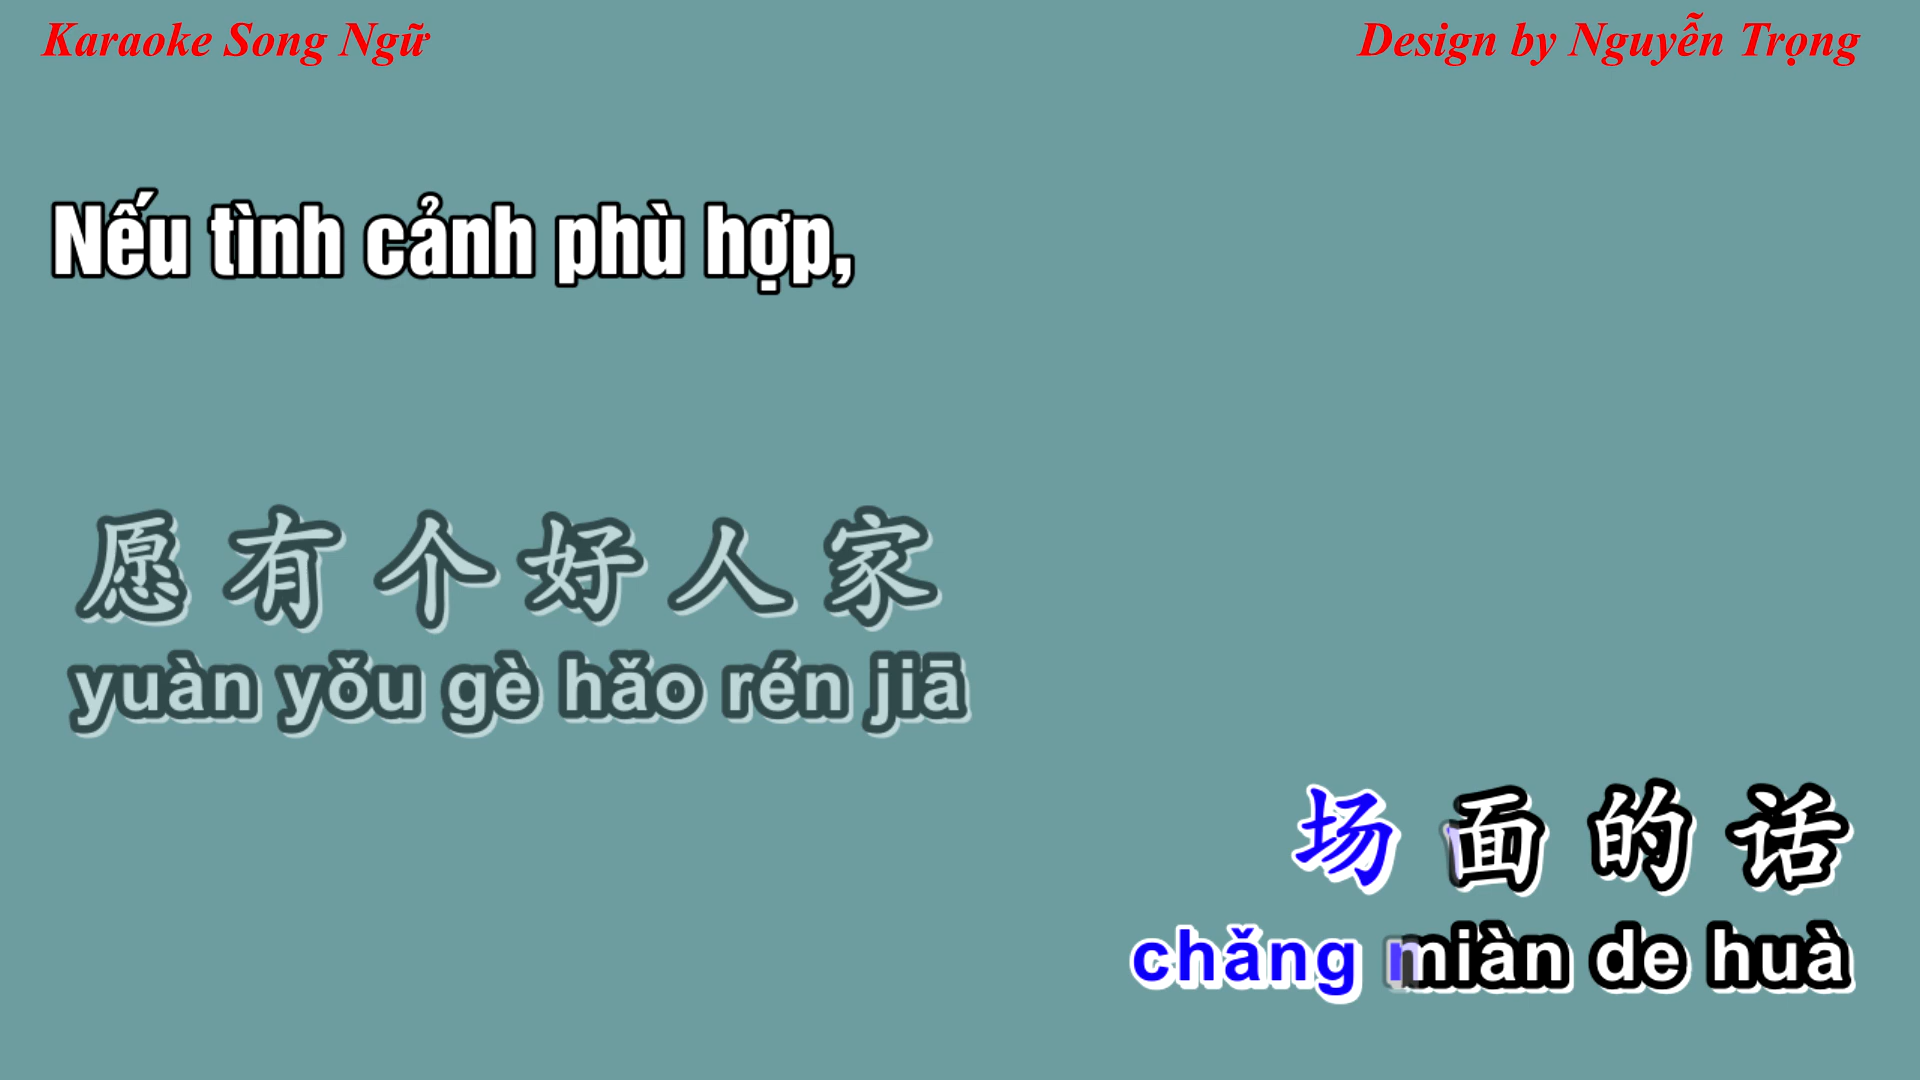 Karaoke Song Ngữ
Design by Nguyễn Trọng
Nếu tình cảnh phù hợp,
愿有个好人家
yuàn yǒu gè hǎo rén jiā
场面的话
chǎng miàn de huà